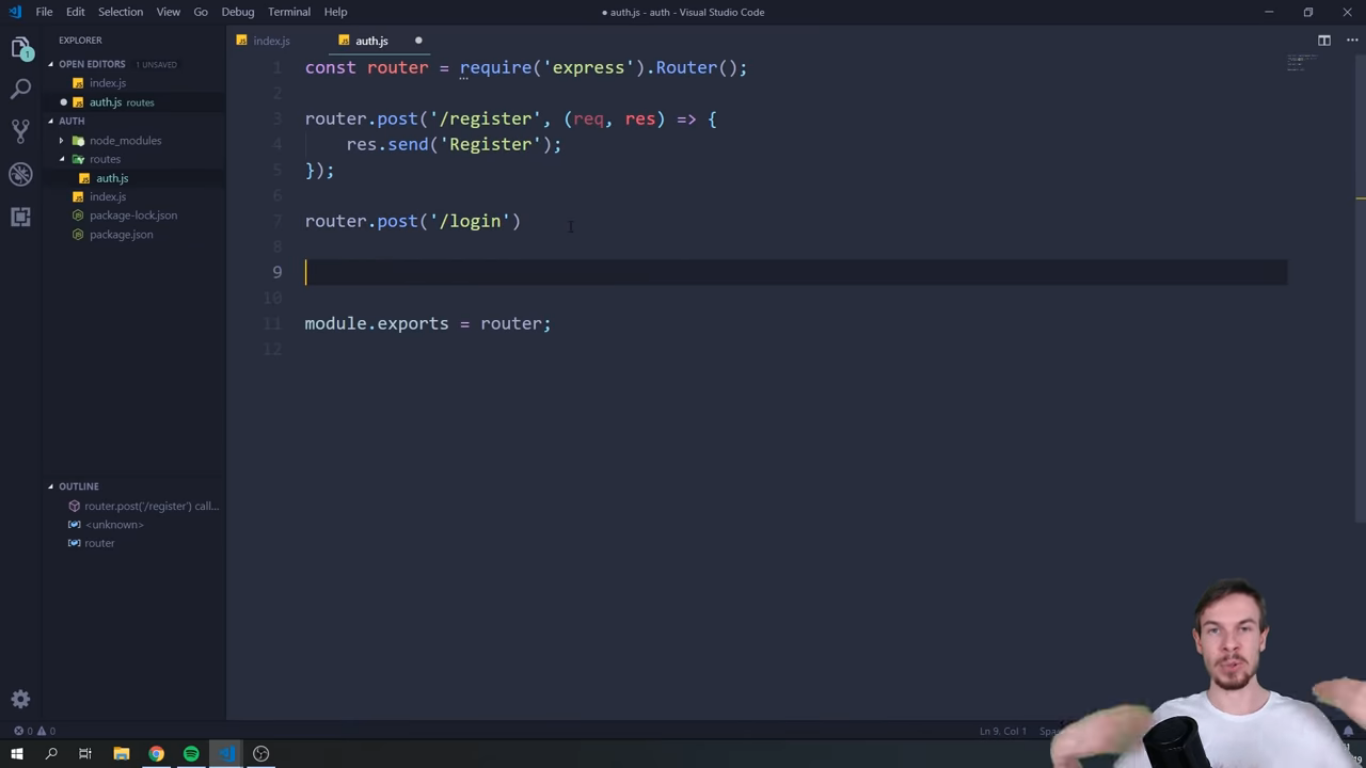 File Edit Selection View Go Debug Terminal Help
● auth.js - auth - Visual Studio Code
EXPLORER
OPEN EDITORS 1 UNSAVED
index.js
auth.js routes
AUTH
node_modules
routes
auth.js
index.js
package-lock.json
package.json
OUTLINE
router.post('/register') call...
<unknown>
router
index.js
auth.js
1 const router = require('express').Router();
2
3 router.post('/register', (req, res) => {
4 res.send('Register');
5 });
6
7 router.post('/login')
8
9
10
11 module.exports = router;
12
1
0 0
Ln 9, Col 1